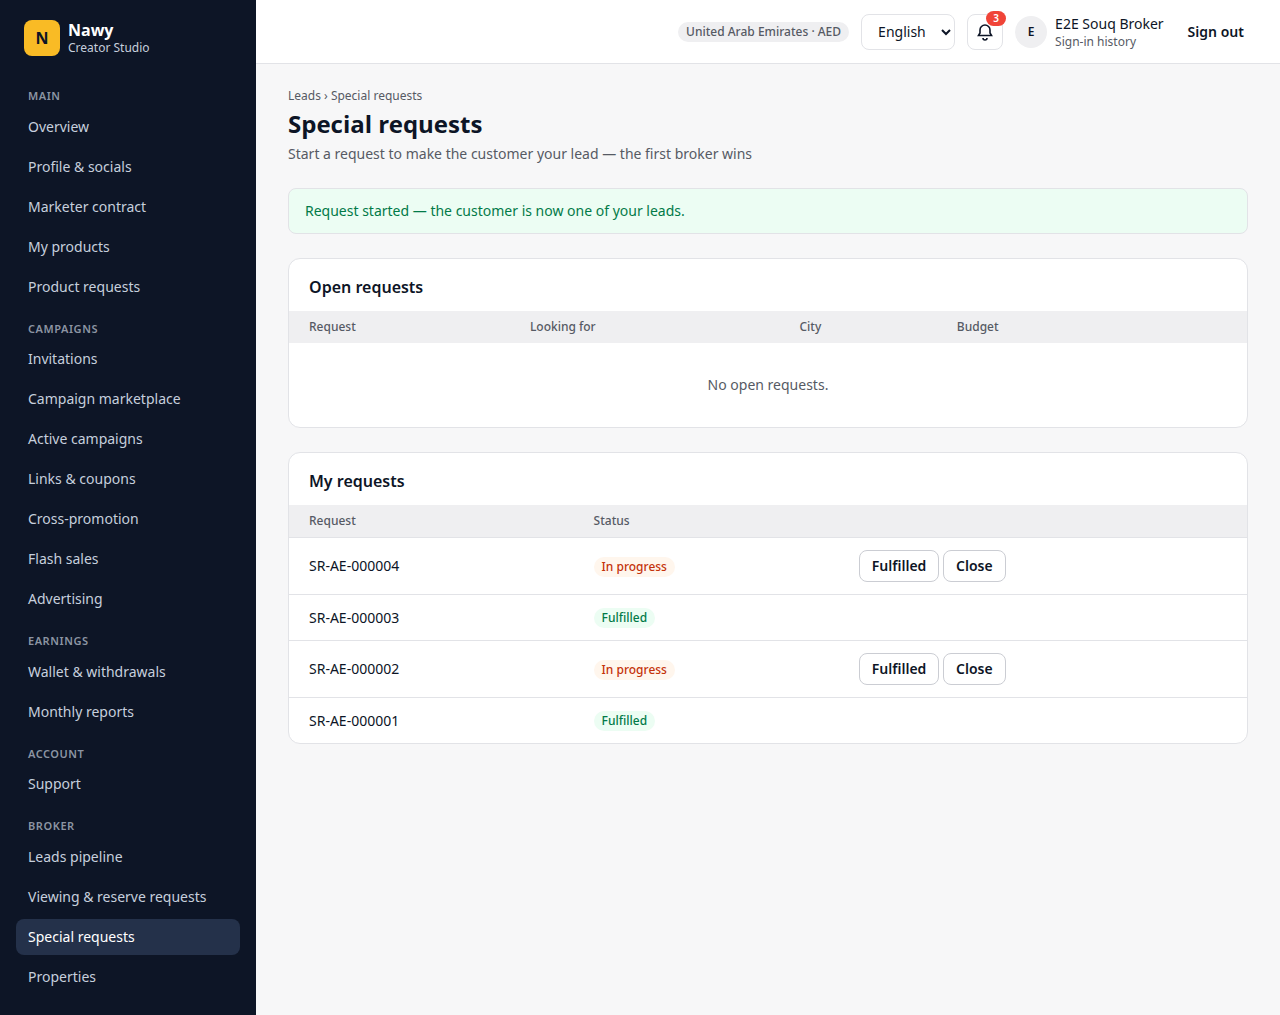 N
Nawy
Creator Studio
MAIN
Overview
Profile & socials
Marketer contract
My products
Product requests
CAMPAIGNS
Invitations
Campaign marketplace
Active campaigns
Links & coupons
Cross-promotion
Flash sales
Advertising
EARNINGS
Wallet & withdrawals
Monthly reports
ACCOUNT
Support
BROKER
Leads pipeline
Viewing & reserve requests
Special requests
Properties
United Arab Emirates · AED
English
3
E
E2E Souq Broker
Sign-in history
Sign out
Leads › Special requests
Special requests
Start a request to make the customer your lead — the first broker wins
Request started — the customer is now one of your leads.
Open requests
Request Looking for City Budget
No open requests.
My requests
Request Status
SR-AE-000004 In progress Fulfilled Close
SR-AE-000003 Fulfilled
SR-AE-000002 In progress Fulfilled Close
SR-AE-000001 Fulfilled